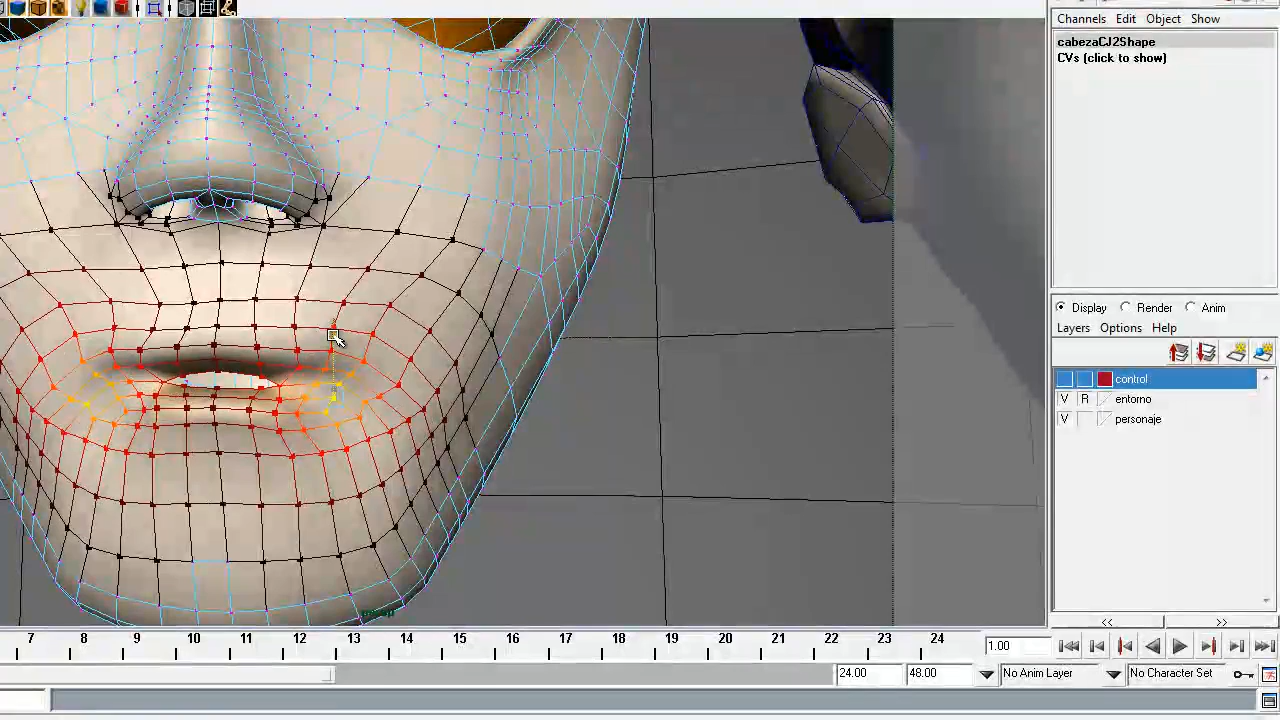 Channels Edit Object Show
cabezaCJ2Shape
CVs (click to show)
Display Render Anim
Layers Options Help
control
V R entorno
V personaje
persp
7 8 9 10 11 12 13 14 15 16 17 18 19 20 21 22 23 24
1.00
24.00 48.00 No Anim Layer No Character Set